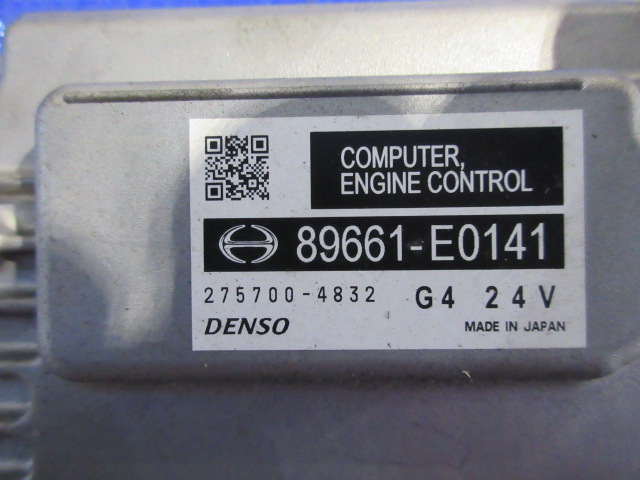 COMPUTER,
ENGINE CONTROL
89661-E0141
275700-4832 G4 24V
DENSO MADE IN JAPAN